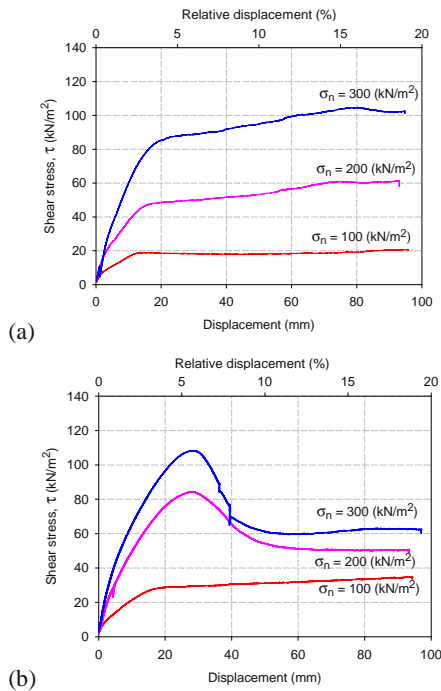 Relative displacement (%)
0 5 10 15 20
140
120
100
80
60
40
20
0
Shear stress, τ (kN/m²)
σn = 300 (kN/m²)
σn = 200 (kN/m²)
σn = 100 (kN/m²)
0 20 40 60 80 100
Displacement (mm)
(a)
Relative displacement (%)
0 5 10 15 20
140
120
100
80
60
40
20
0
Shear stress, τ (kN/m²)
σn = 300 (kN/m²)
σn = 200 (kN/m²)
σn = 100 (kN/m²)
0 20 40 60 80 100
Displacement (mm)
(b)